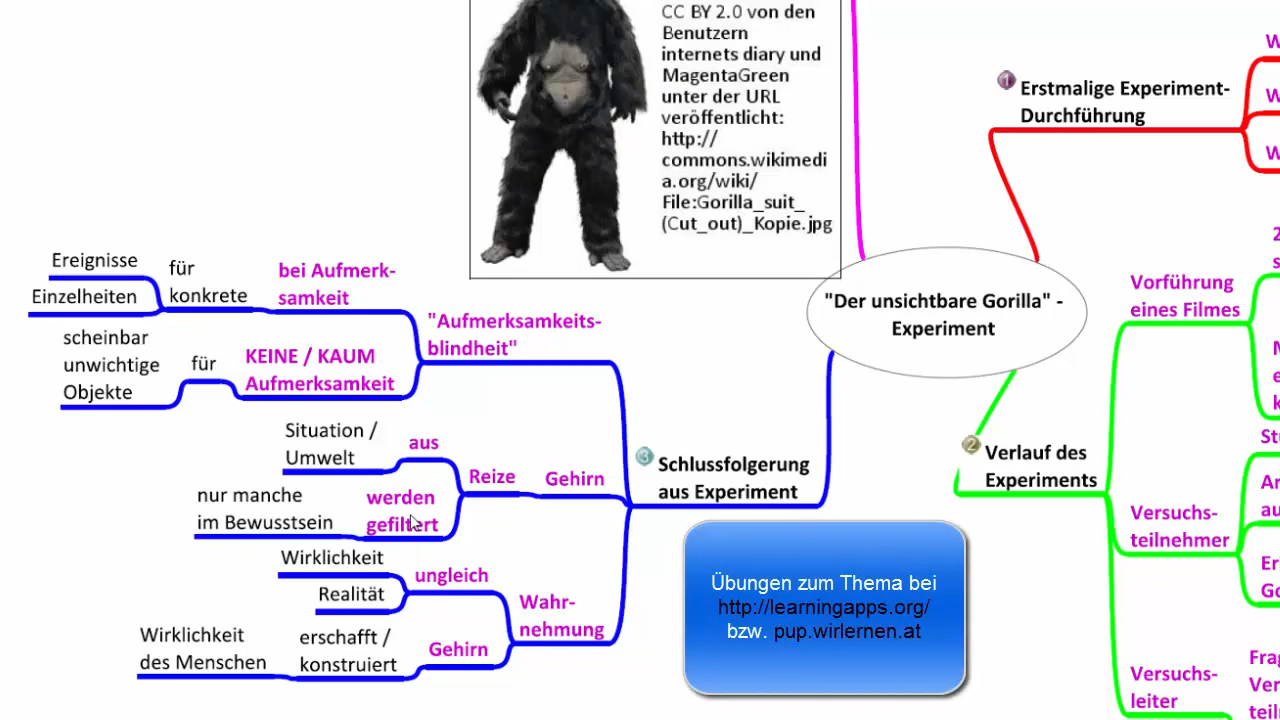 CC BY 2.0 von den
Benutzern
internets diary und
MagentaGreen
unter der URL
veröffentlicht:
http://
commons.wikimedi
a.org/wiki/
File:Gorilla_suit_
(Cut_out)_Kopie.jpg
"Der unsichtbare Gorilla" -
Experiment
1
Erstmalige Experiment-
Durchführung
2
Verlauf des
Experiments
Vorführung
eines Filmes
Versuchs-
teilnehmer
Versuchs-
leiter
3
Schlussfolgerung
aus Experiment
"Aufmerksamkeits-
blindheit"
bei Aufmerk-
samkeit
für
konkrete
Ereignisse
Einzelheiten
KEINE / KAUM
Aufmerksamkeit
für
scheinbar
unwichtige
Objekte
Gehirn
Reize
aus
Situation /
Umwelt
werden
gefiltert
nur manche
im Bewusstsein
Wahr-
nehmung
ungleich
Wirklichkeit
Realität
Gehirn
erschafft /
konstruiert
Wirklichkeit
des Menschen
Übungen zum Thema bei
http://learningapps.org/
bzw. pup.wirlernen.at